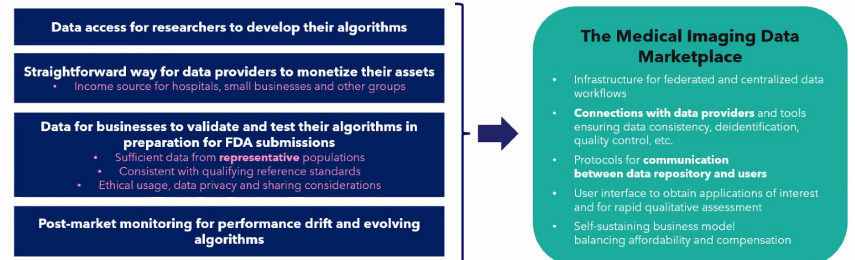 Data access for researchers to develop their algorithms
Straightforward way for data providers to monetize their assets
• Income source for hospitals, small businesses and other groups
Data for businesses to validate and test their algorithms in
preparation for FDA submissions
• Sufficient data from representative populations
• Consistent with qualifying reference standards
• Ethical usage, data privacy and sharing considerations
Post-market monitoring for performance drift and evolving
algorithms
The Medical Imaging Data
Marketplace
• Infrastructure for federated and centralized data
workflows
• Connections with data providers and tools
ensuring data consistency, deidentification,
quality control, etc.
• Protocols for communication
between data repository and users
• User interface to obtain applications of interest
and for rapid qualitative assessment
• Self-sustaining business model
balancing affordability and compensation